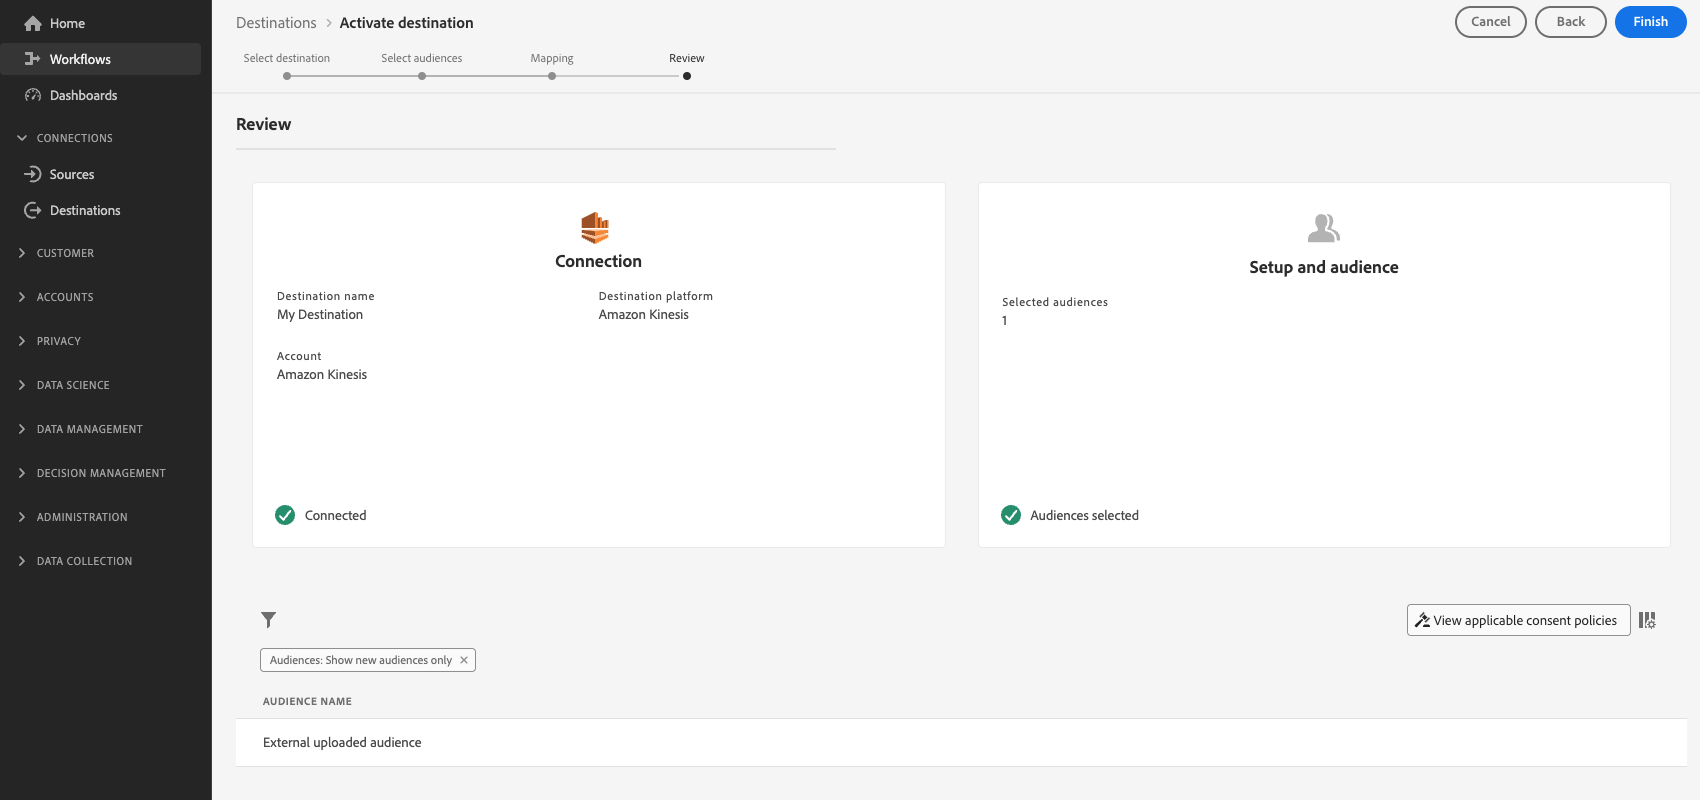 Home
Workflows
Dashboards
CONNECTIONS
Sources
Destinations
CUSTOMER
ACCOUNTS
PRIVACY
DATA SCIENCE
DATA MANAGEMENT
DECISION MANAGEMENT
ADMINISTRATION
DATA COLLECTION
Destinations > Activate destination
Cancel
Back
Finish
Select destination
Select audiences
Mapping
Review
Review
Connection
Destination name
My Destination
Destination platform
Amazon Kinesis
Account
Amazon Kinesis
Connected
Setup and audience
Selected audiences
1
Audiences selected
View applicable consent policies
Audiences: Show new audiences only
AUDIENCE NAME
External uploaded audience